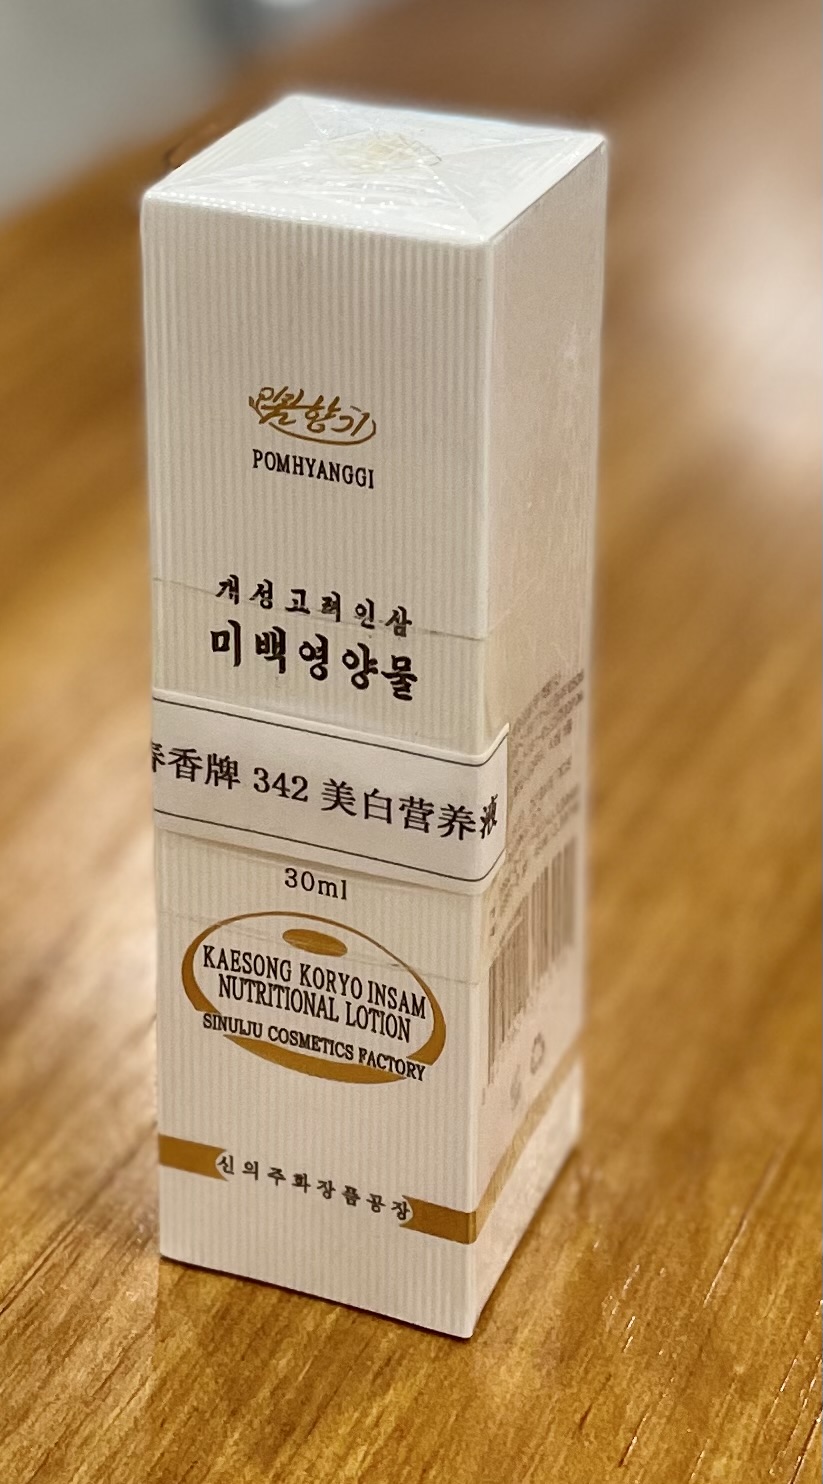 봄향기
POMHYANGGI
개성고려인삼
미백영양물
春香牌 342 美白营养液
30ml
KAESONG KORYO INSAM
NUTRITIONAL LOTION
SINUIJU COSMETICS FACTORY
신의주화장품공장